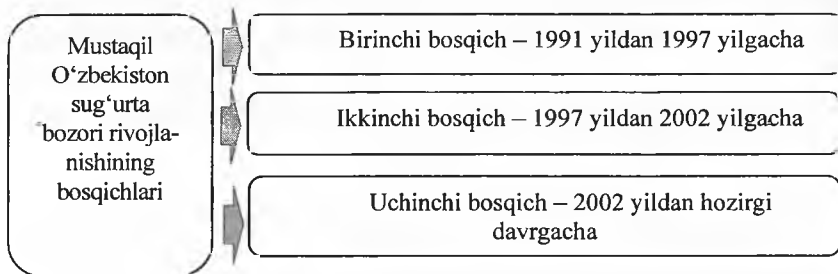 Mustaqil
O‘zbekiston
sug‘urta
bozori rivojla-
nishining
bosqichlari
Birinchi bosqich – 1991 yildan 1997 yilgacha
Ikkinchi bosqich – 1997 yildan 2002 yilgacha
Uchinchi bosqich – 2002 yildan hozirgi
davrgacha